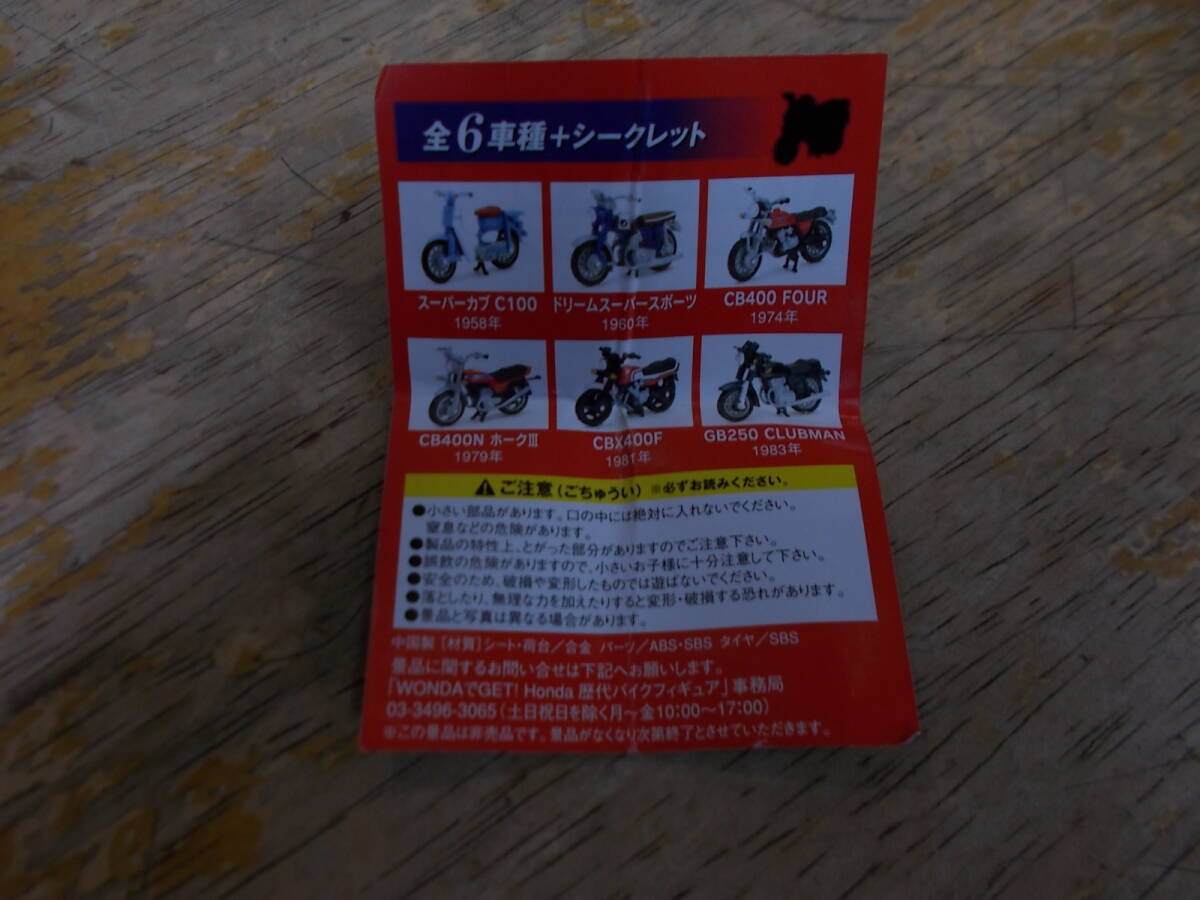 全6車種+シークレット
スーパーカブ C100
1958年
ドリームスーパースポーツ
1960年
CB400 FOUR
1974年
CB400N ホークⅢ
1979年
CBX400F
1981年
GB250 CLUBMAN
1983年
ご注意(ごちゅうい) ※必ずお読みください。
●小さい部品があります。口の中には絶対に入れないでください。
窒息などの危険があります。
●製品の特性上、とがった部分がありますのでご注意下さい。
●誤飲の危険がありますので、小さいお子様に十分注意して下さい。
●安全のため、破損や変形したものでは遊ばないでください。
●落としたり、無理な力を加えたりすると変形・破損する恐れがあります。
●景品と写真は異なる場合があります。
中国製 [材質]シート・荷台/合金 パーツ/ABS・SBS タイヤ/SBS
景品に関するお問い合せは下記へお願いします。
「WONDAでGET! Honda 歴代バイクフィギュア」事務局
03-3496-3065(土日祝日を除く月~金10:00~17:00)
※この景品は非売品です。景品がなくなり次第終了とさせていただきます。